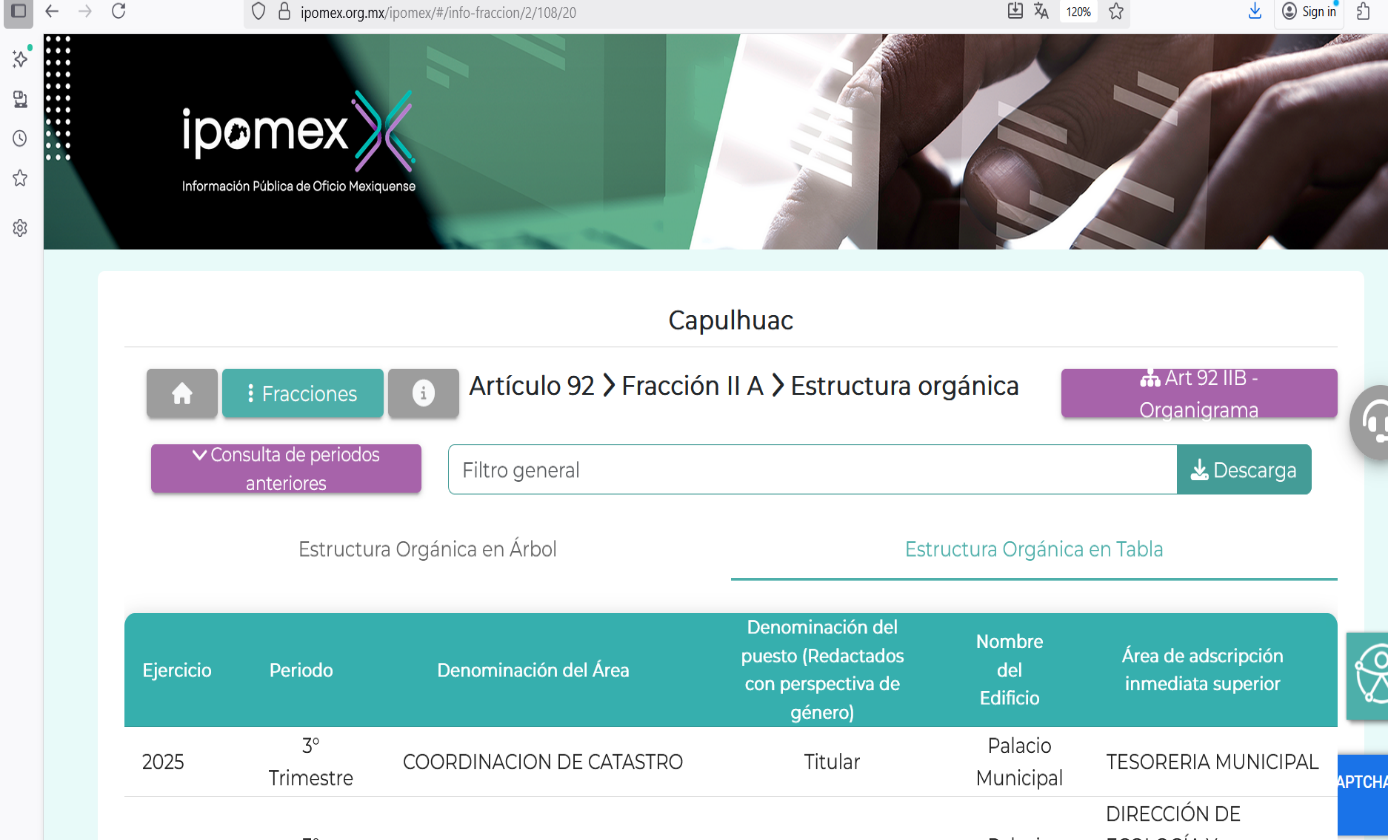 ipomex.org.mx/ipomex/#/info-fraccion/2/108/20
120%
Sign in
ipomex
Información Pública de Oficio Mexiquense
Capulhuac
Fracciones
Artículo 92 > Fracción II A > Estructura orgánica
Art 92 IIB -
Organigrama
Consulta de periodos
anteriores
Filtro general
Descarga
Estructura Orgánica en Árbol
Estructura Orgánica en Tabla
Ejercicio
Periodo
Denominación del Área
Denominación del
puesto (Redactados
con perspectiva de
género)
Nombre
del
Edificio
Área de adscripción
inmediata superior
2025
3°
Trimestre
COORDINACION DE CATASTRO
Titular
Palacio
Municipal
TESORERIA MUNICIPAL
DIRECCIÓN DE